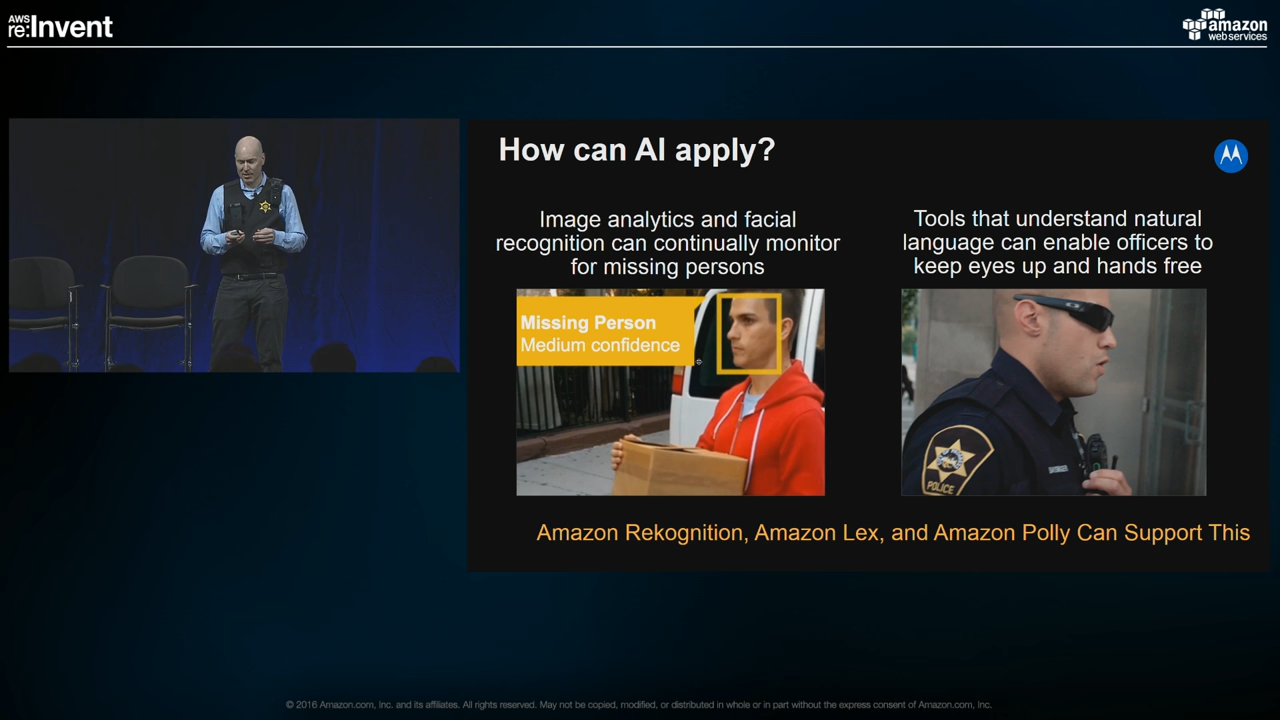 AWS
re:Invent
amazon
web services
How can AI apply?
Image analytics and facial
recognition can continually monitor
for missing persons
Missing Person
Medium confidence
Tools that understand natural
language can enable officers to
keep eyes up and hands free
POLICE
Amazon Rekognition, Amazon Lex, and Amazon Polly Can Support This
© 2016 Amazon.com, Inc. and its affiliates. All rights reserved. May not be copied, modified, or distributed in whole or in part without the express consent of Amazon.com, Inc.